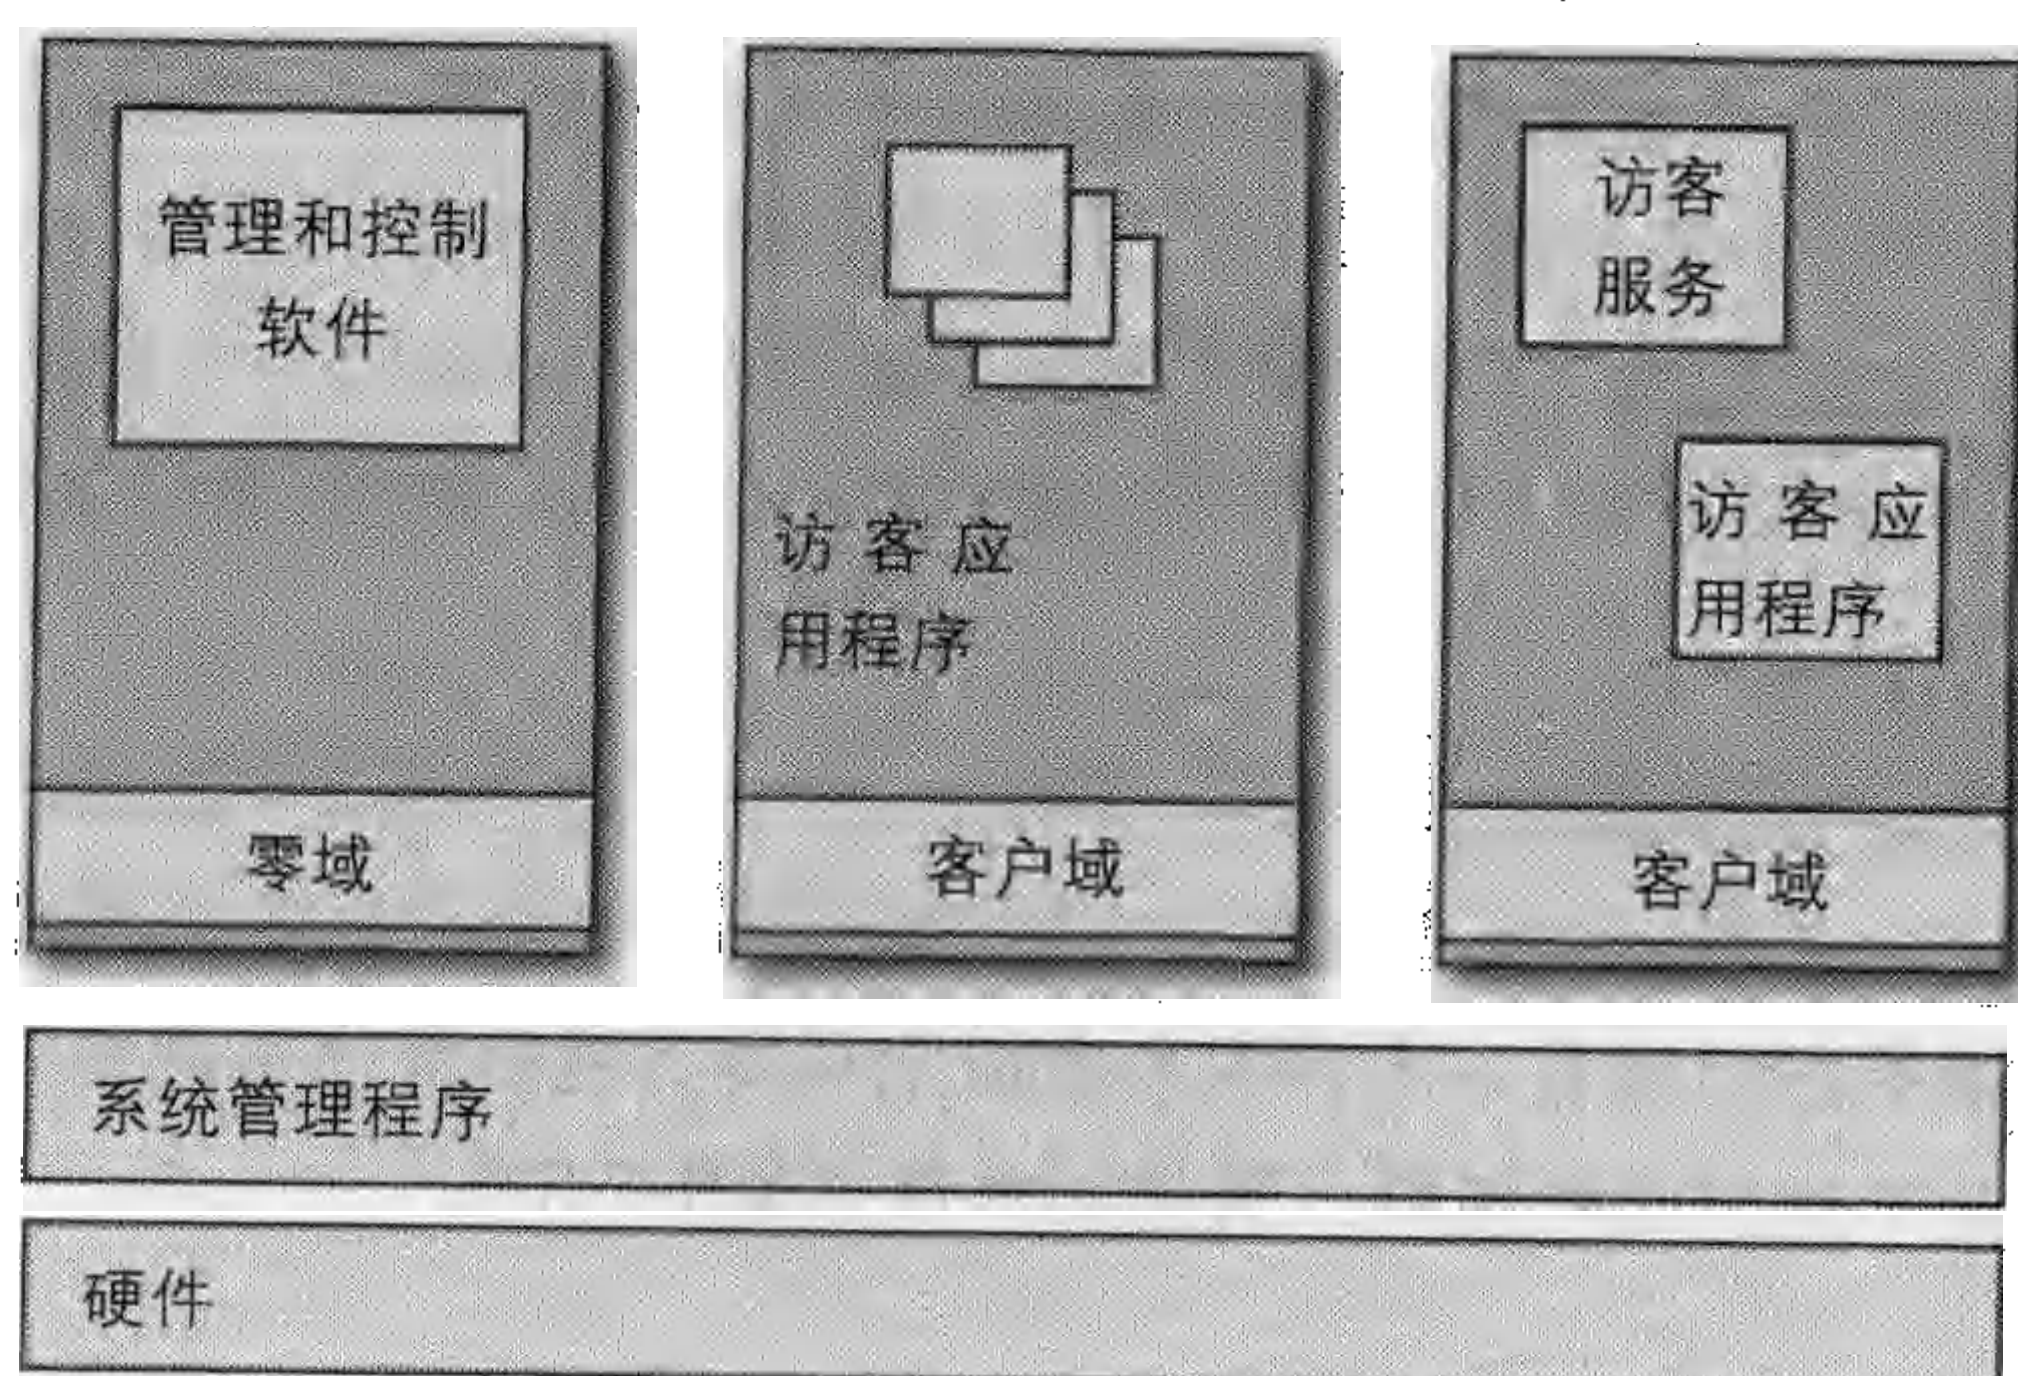 管理和控制
软件
零域
访客应
用程序
客户域
访客
服务
访客应
用程序
客户域
系统管理程序
硬件